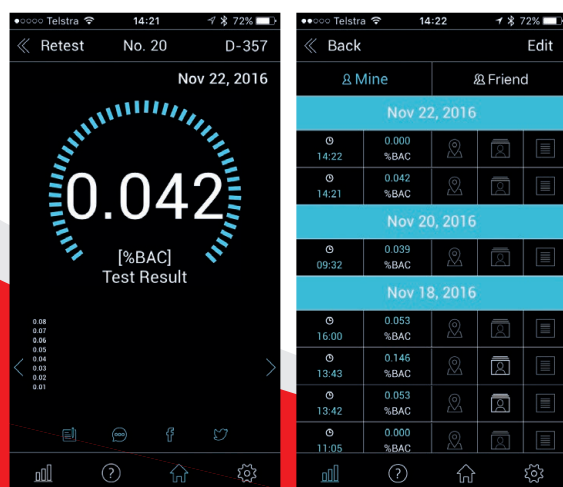 Telstra 14:21 72%
Retest No. 20 D-357
Nov 22, 2016
0.042
[%BAC]
Test Result
0.08
0.07
0.06
0.05
0.04
0.03
0.02
0.01
?
Telstra 14:22 72%
Back Edit
Mine Friend
Nov 22, 2016
14:22 0.000 %BAC
14:21 0.042 %BAC
Nov 20, 2016
09:32 0.039 %BAC
Nov 18, 2016
16:00 0.053 %BAC
13:43 0.146 %BAC
13:42 0.053 %BAC
11:05 0.000 %BAC
?